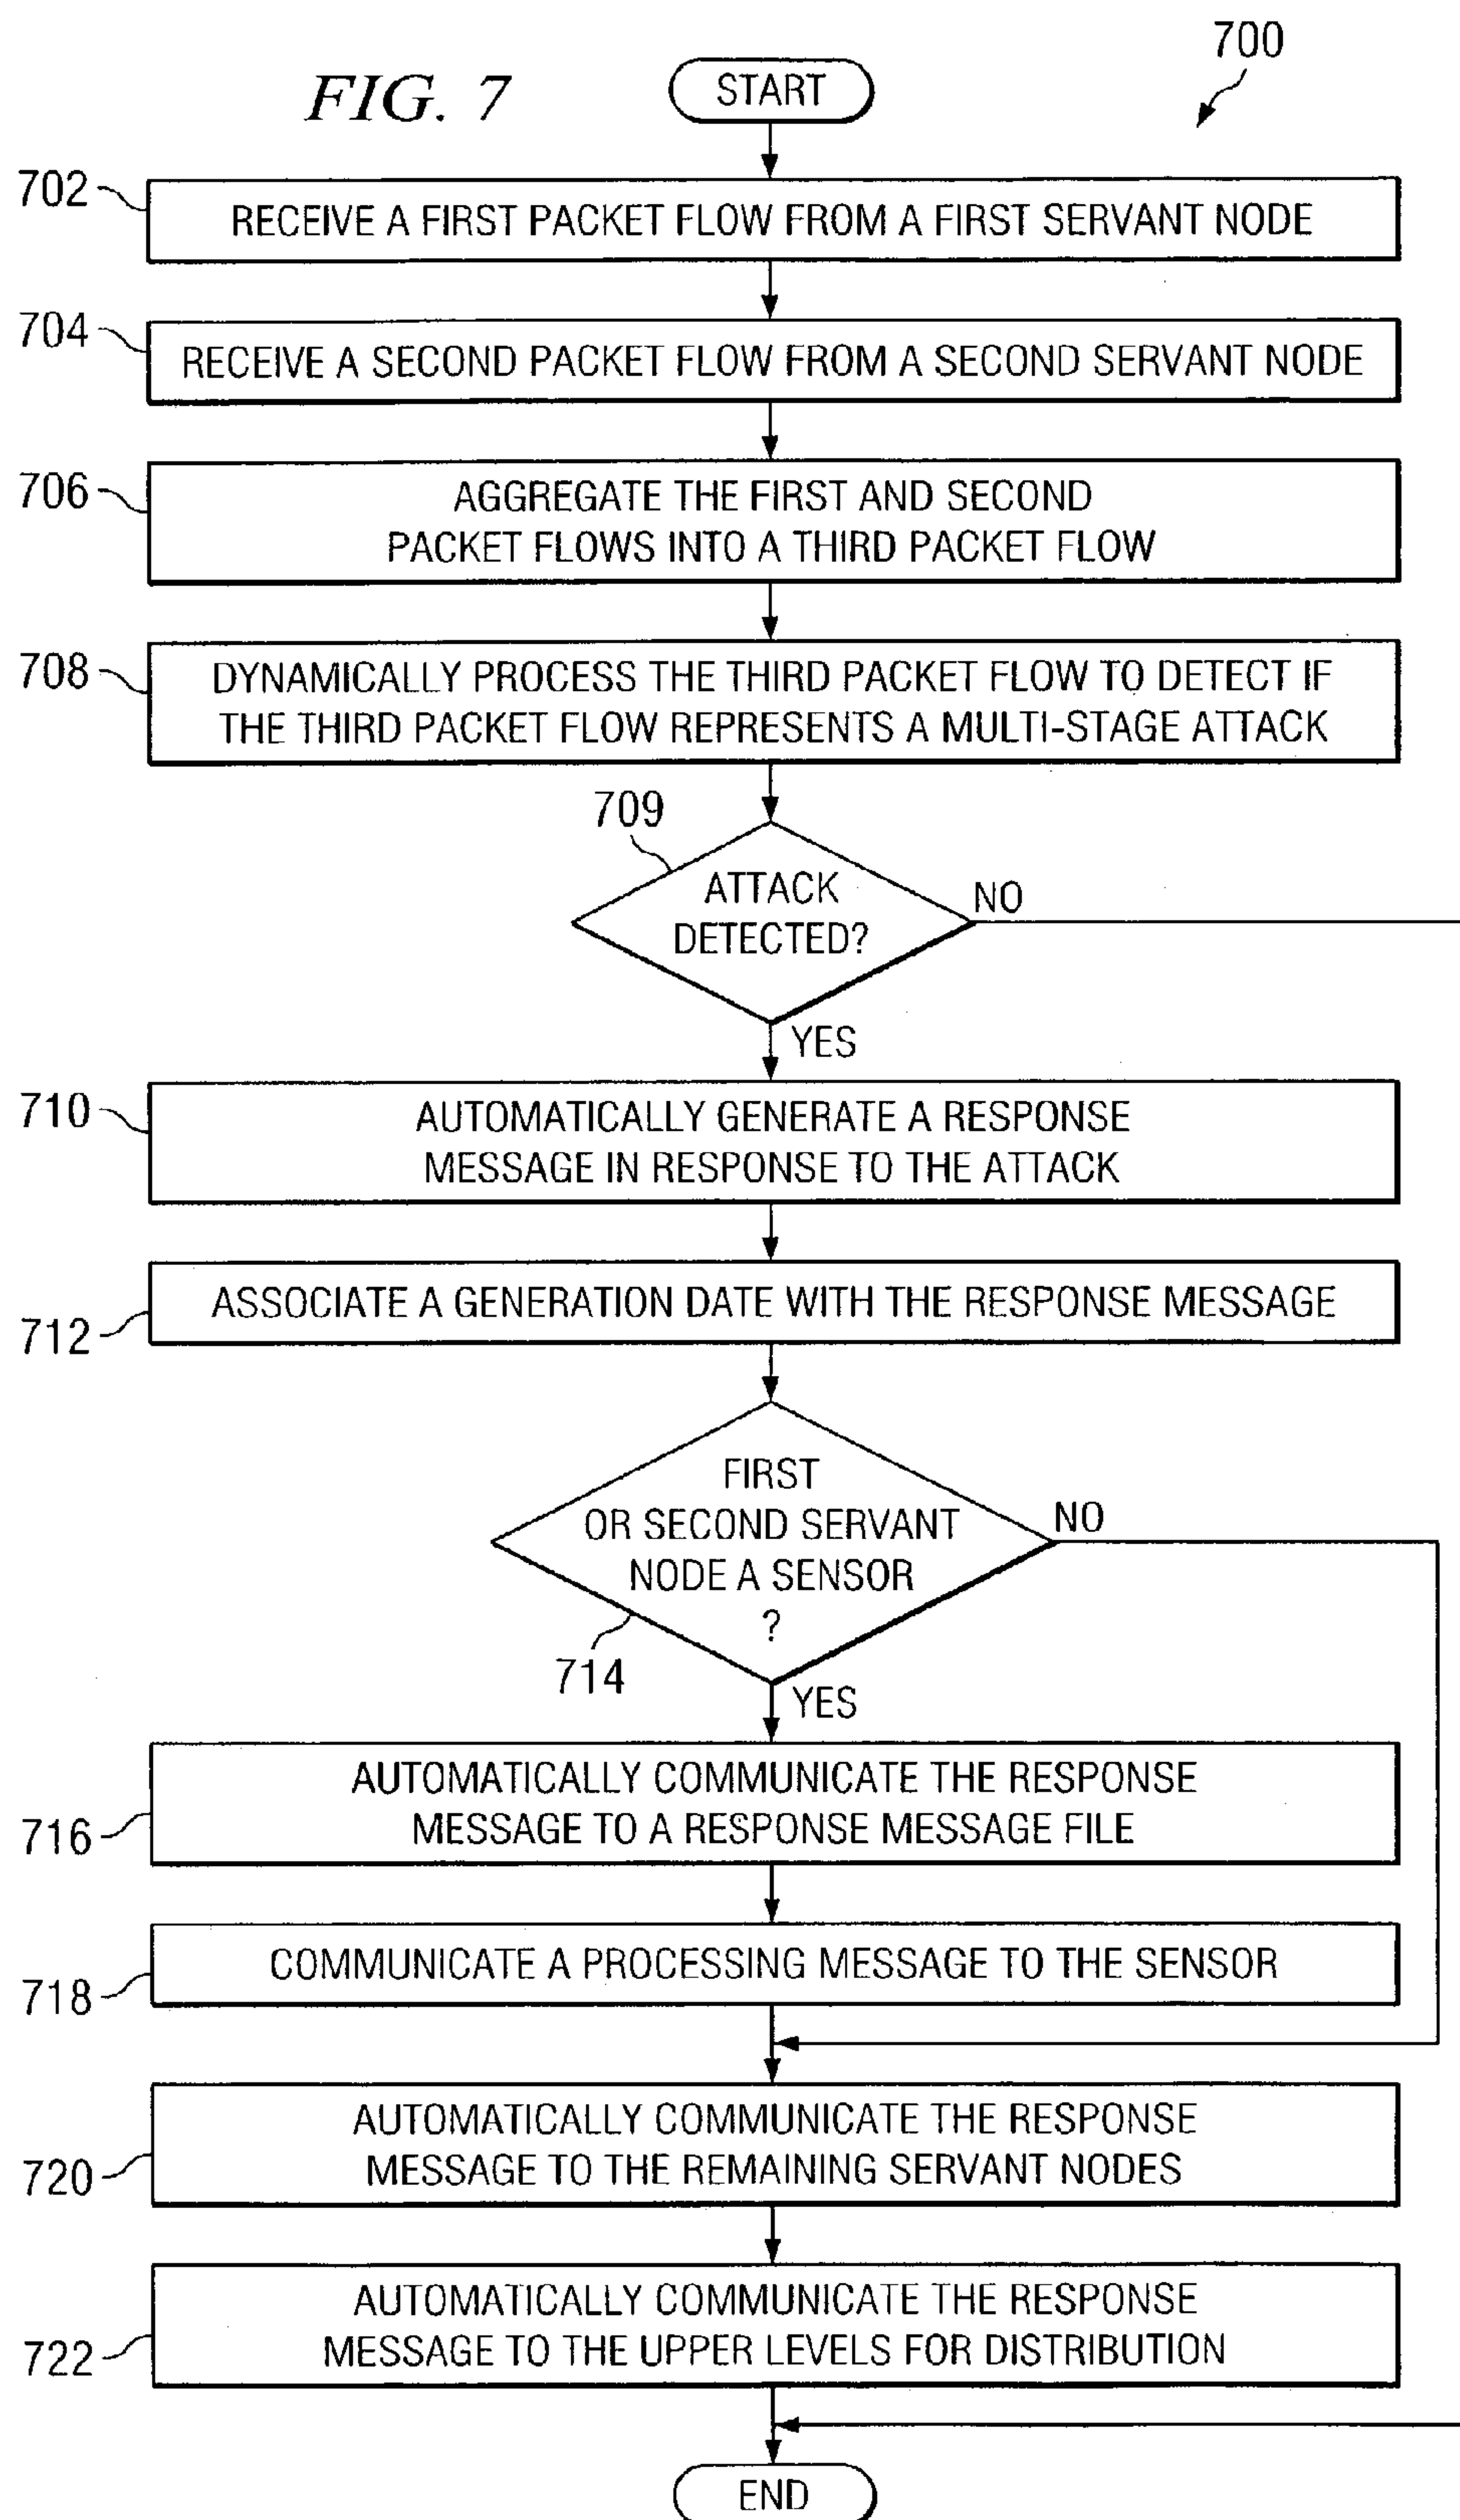 700
FIG. 7
START
702
RECEIVE A FIRST PACKET FLOW FROM A FIRST SERVANT NODE
704
RECEIVE A SECOND PACKET FLOW FROM A SECOND SERVANT NODE
706
AGGREGATE THE FIRST AND SECOND
PACKET FLOWS INTO A THIRD PACKET FLOW
708
DYNAMICALLY PROCESS THE THIRD PACKET FLOW TO DETECT IF
THE THIRD PACKET FLOW REPRESENTS A MULTI-STAGE ATTACK
709
ATTACK
DETECTED?
NO
YES
710
AUTOMATICALLY GENERATE A RESPONSE
MESSAGE IN RESPONSE TO THE ATTACK
712
ASSOCIATE A GENERATION DATE WITH THE RESPONSE MESSAGE
FIRST
OR SECOND SERVANT
NODE A SENSOR
?
NO
714
YES
716
AUTOMATICALLY COMMUNICATE THE RESPONSE
MESSAGE TO A RESPONSE MESSAGE FILE
718
COMMUNICATE A PROCESSING MESSAGE TO THE SENSOR
720
AUTOMATICALLY COMMUNICATE THE RESPONSE
MESSAGE TO THE REMAINING SERVANT NODES
722
AUTOMATICALLY COMMUNICATE THE RESPONSE
MESSAGE TO THE UPPER LEVELS FOR DISTRIBUTION
END